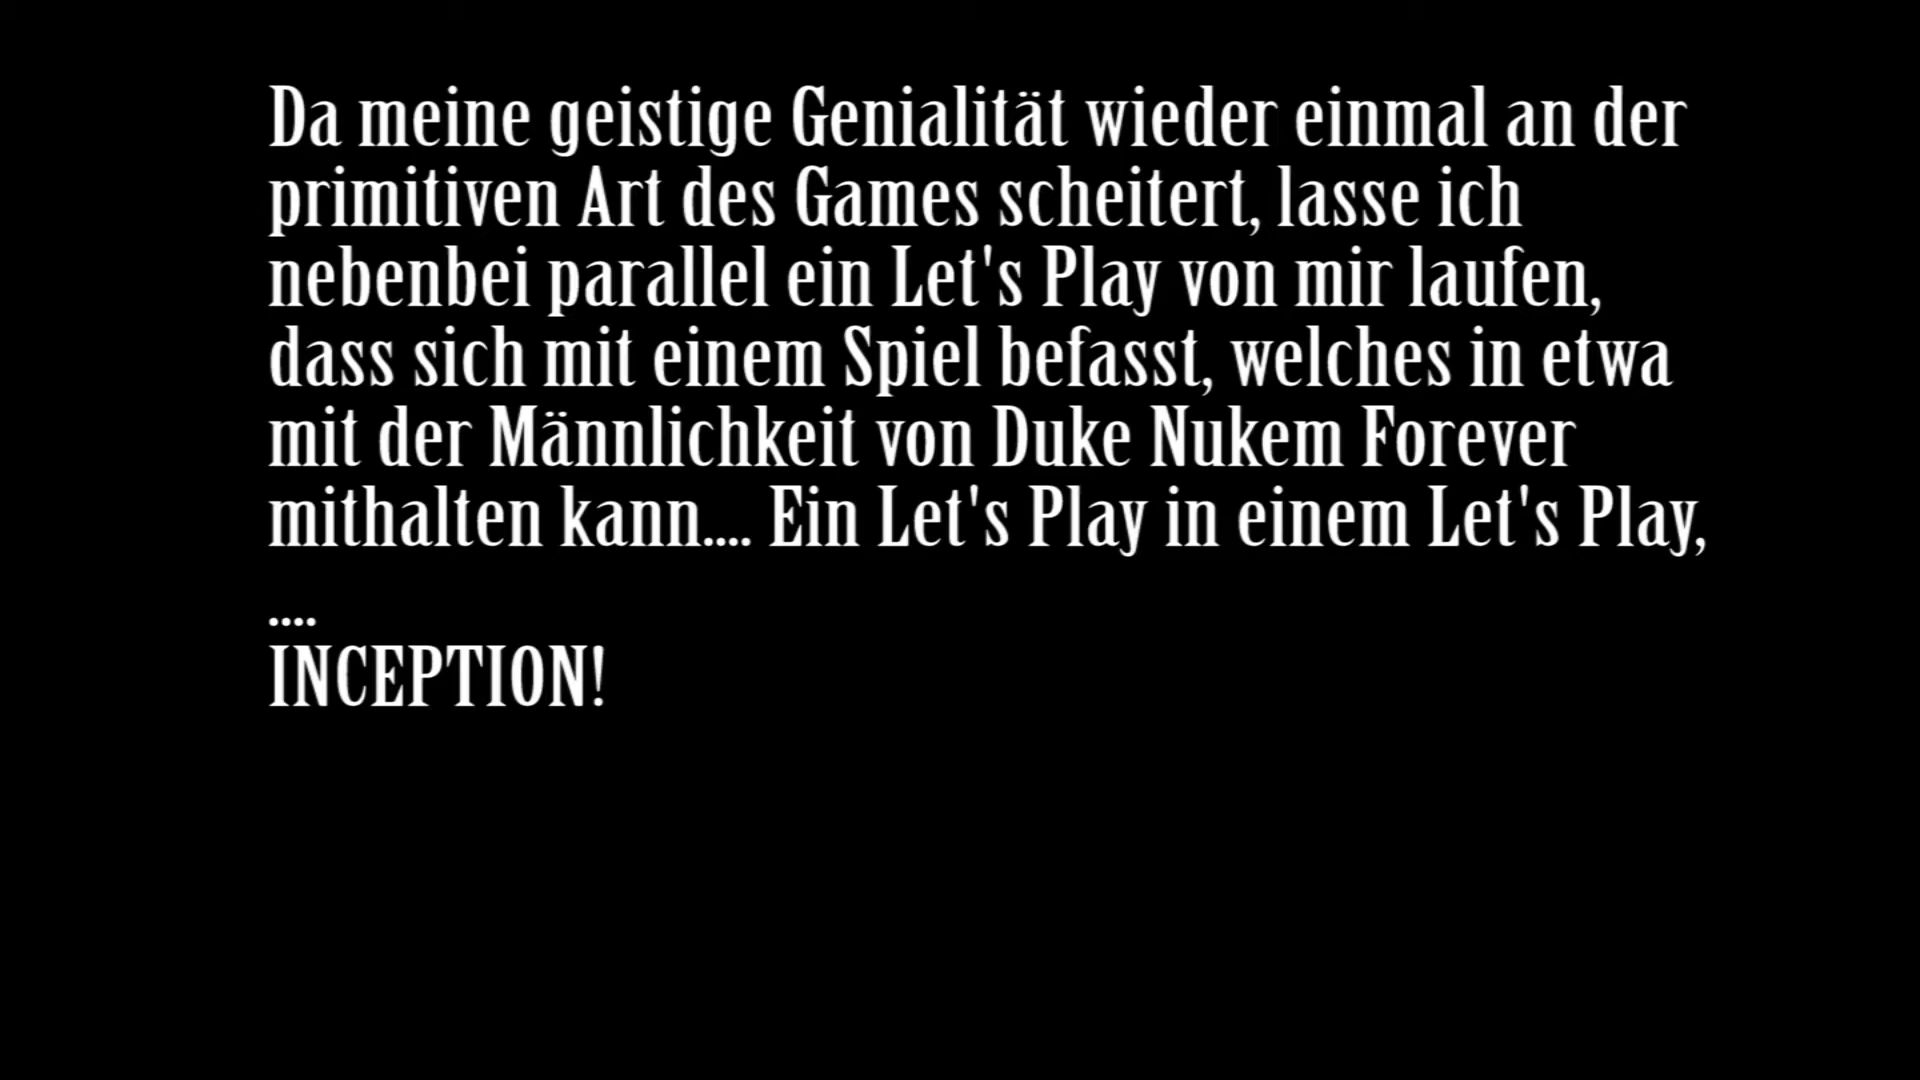 Da meine geistige Genialität wieder einmal an der
primitiven Art des Games scheitert, lasse ich
nebenbei parallel ein Let's Play von mir laufen,
dass sich mit einem Spiel befasst, welches in etwa
mit der Männlichkeit von Duke Nukem Forever
mithalten kann.... Ein Let's Play in einem Let's Play,
....
INCEPTION!